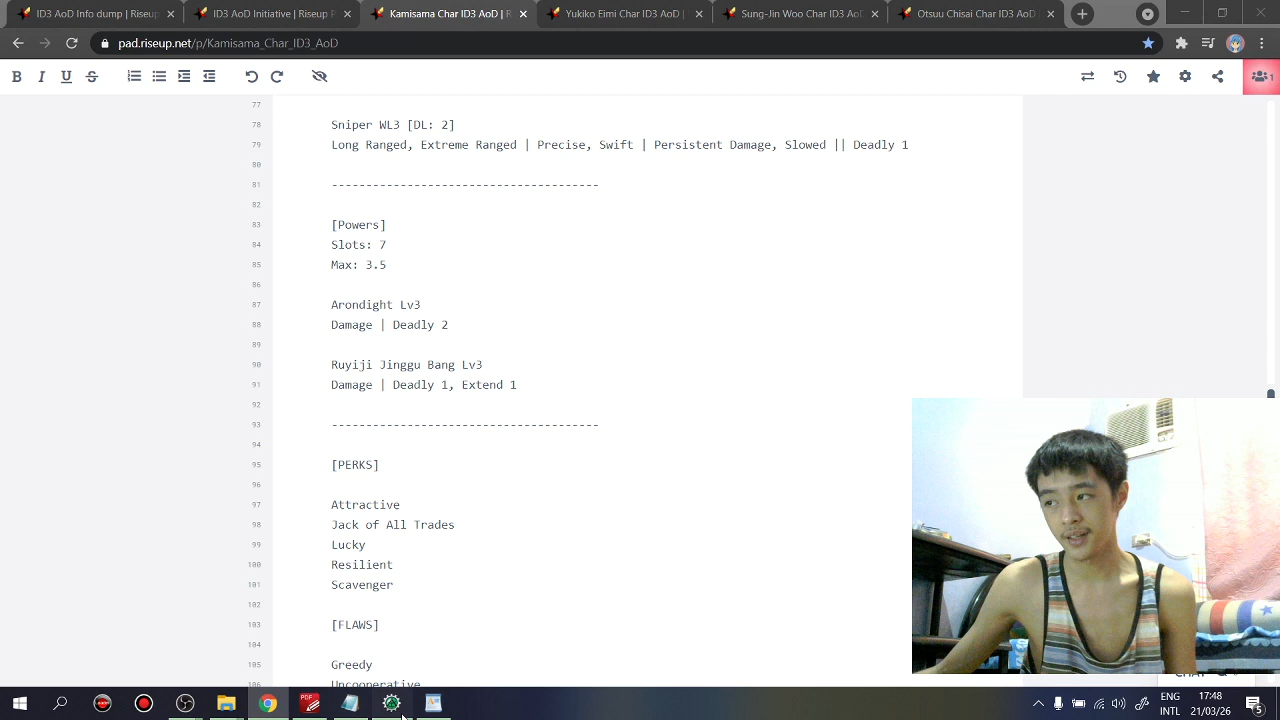 ID3 AoD Info dump | Riseup
ID3 AoD Initiative | Riseup P
Kamisama Char ID3 AoD | R
Yukiko Eimi Char ID3 AoD |
Sung-Jin Woo Char ID3 AoD
Otsuu Chisai Char ID3 AoD
pad.riseup.net/p/Kamisama_Char_ID3_AoD
B I U S
1
77
78 Sniper WL3 [DL: 2]
79 Long Ranged, Extreme Ranged | Precise, Swift | Persistent Damage, Slowed || Deadly 1
80
81 ---------------------------------------
82
83 [Powers]
84 Slots: 7
85 Max: 3.5
86
87 Arondight Lv3
88 Damage | Deadly 2
89
90 Ruyiji Jinggu Bang Lv3
91 Damage | Deadly 1, Extend 1
92
93 ---------------------------------------
94
95 [PERKS]
96
97 Attractive
98 Jack of All Trades
99 Lucky
100 Resilient
101 Scavenger
102
103 [FLAWS]
104
105 Greedy
106 Uncooperative
CHAT
PDF
ENG
INTL
17:48
21/03/26
5